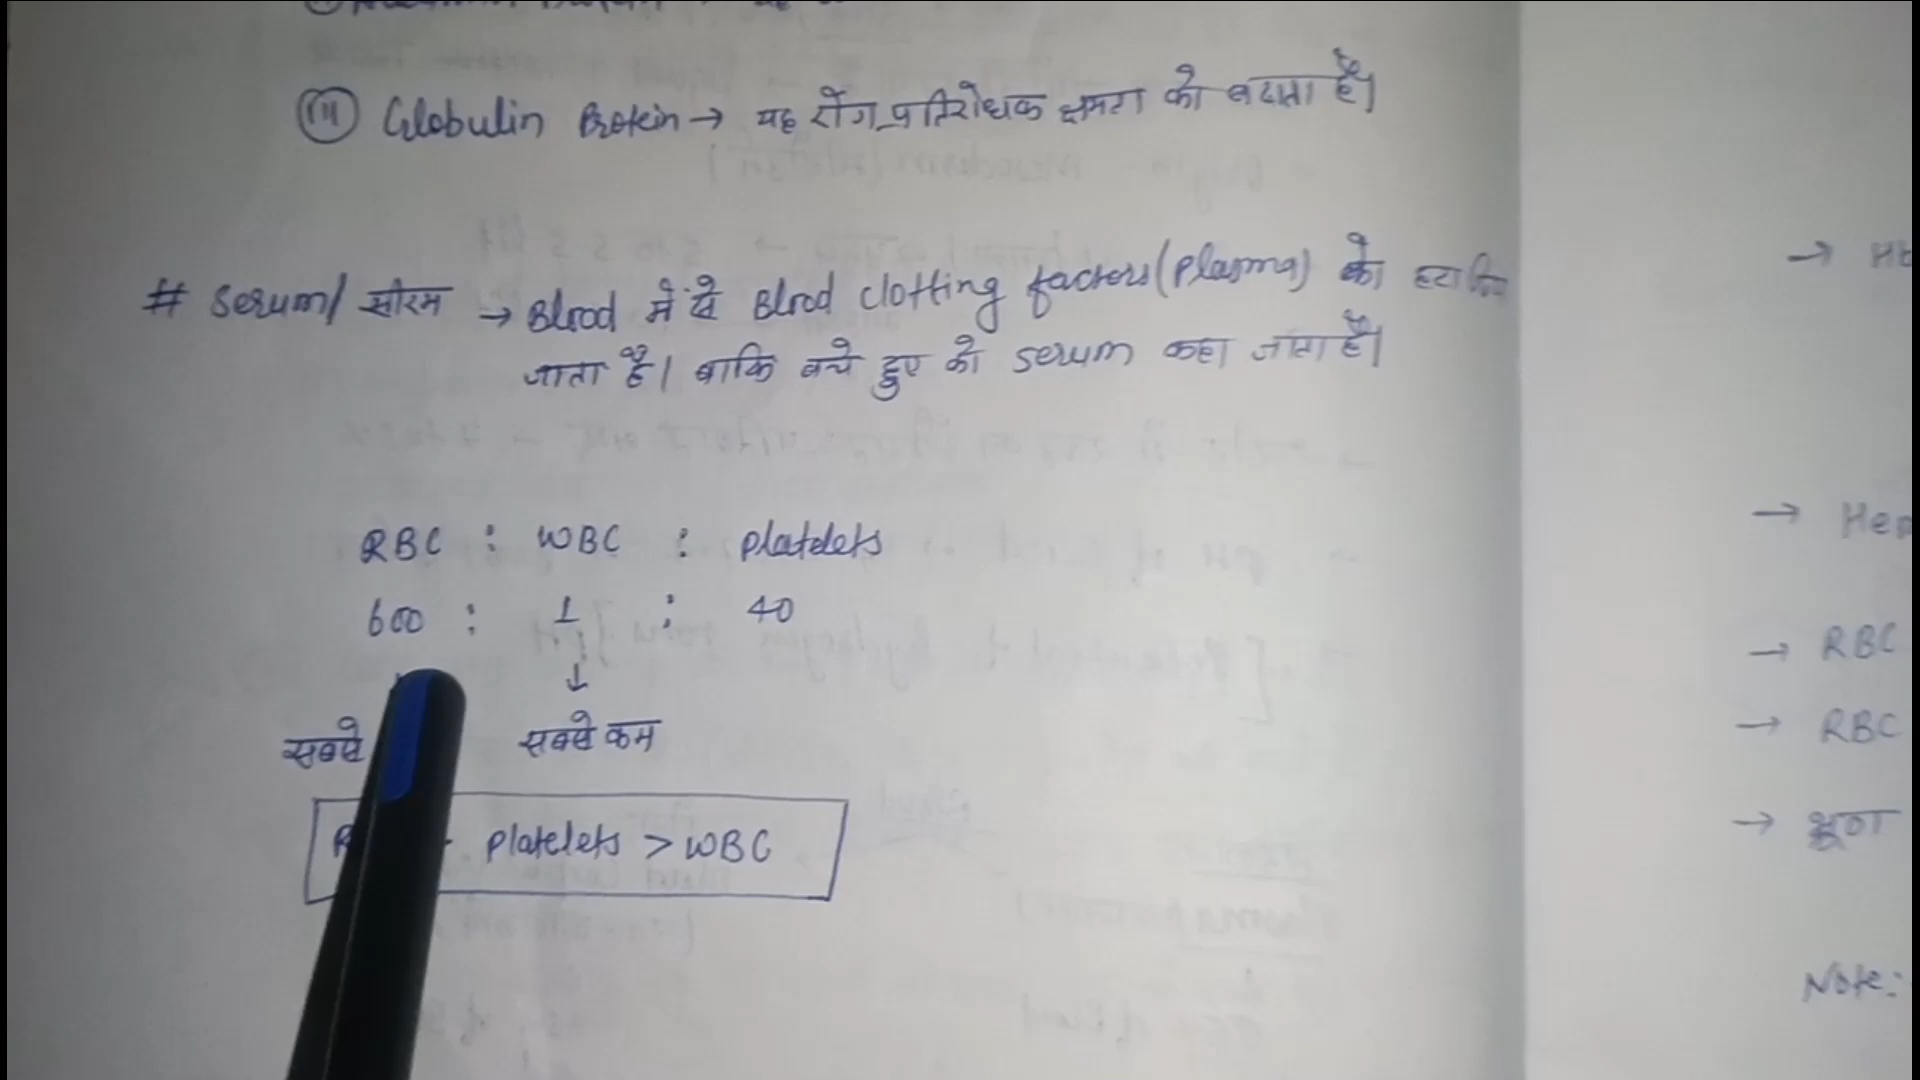 (III) Globulin Protein → यह रोग प्रतिरोधक क्षमता को बढाता है।
# Serum/ सीरम → Blood में से Blood clotting factors (Plasma) को हटा दिया
जाता है। बाकि बचे हुए को serum कहा जाता है।
RBC : WBC : platelets
600 : 1 : 40
↓
सबसे सबसे कम
Platelets > WBC
→
→ Hep
→ RBC
→ RBC
→ भ्रूण
Note: